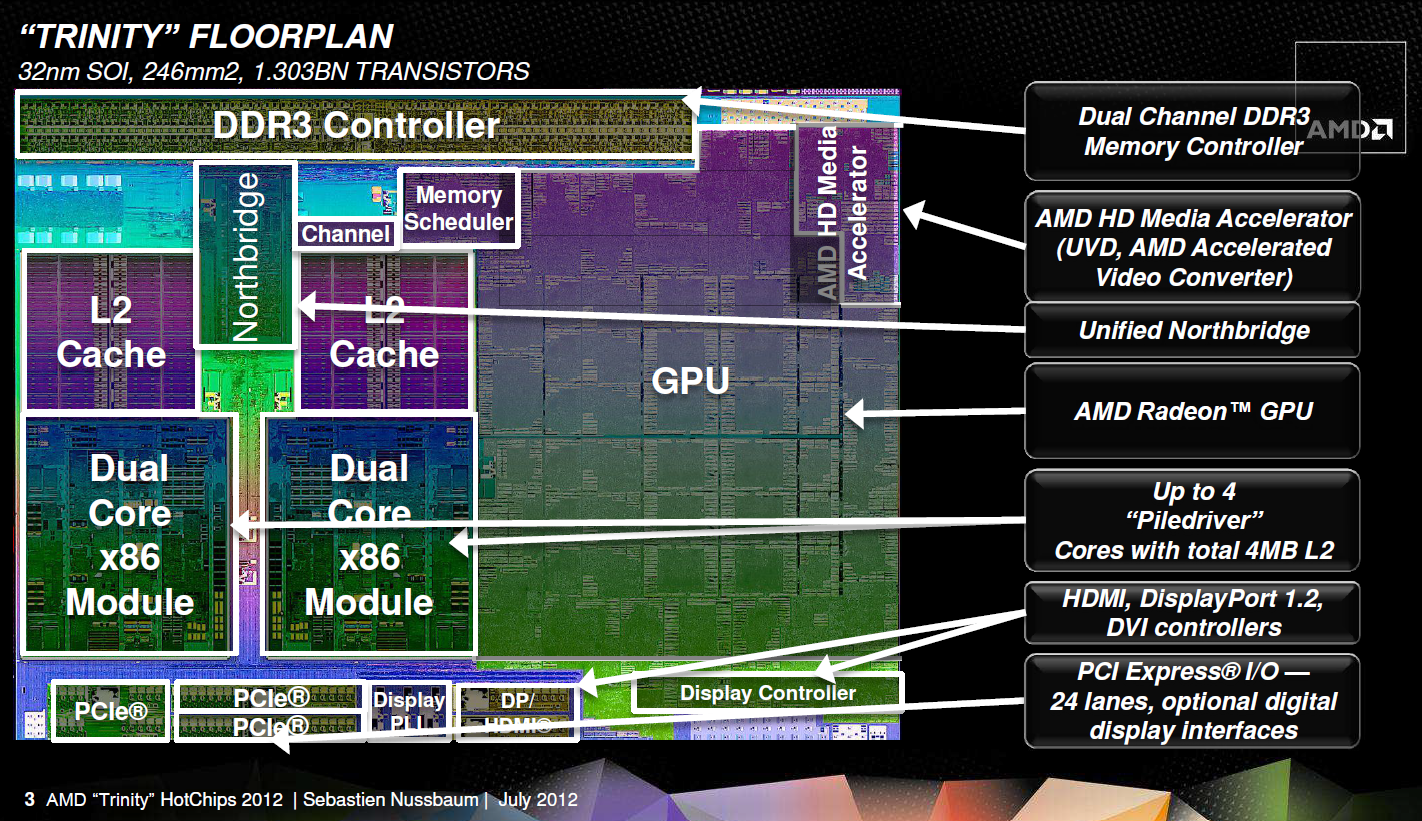 “TRINITY” FLOORPLAN
32nm SOI, 246mm2, 1.303BN TRANSISTORS
DDR3 Controller
Northbridge
Channel
Memory
Scheduler
AMD HD Media
Accelerator
L2
Cache
L2
Cache
GPU
Dual
Core
x86
Module
Dual
Core
x86
Module
PCIe®
PCIe®
PCIe®
Display
PLL
DP/
HDMI®
Display Controller
AMD
Dual Channel DDR3
Memory Controller
AMD HD Media Accelerator
(UVD, AMD Accelerated
Video Converter)
Unified Northbridge
AMD Radeon™ GPU
Up to 4
“Piledriver”
Cores with total 4MB L2
HDMI, DisplayPort 1.2,
DVI controllers
PCI Express® I/O —
24 lanes, optional digital
display interfaces
3 AMD “Trinity” HotChips 2012 | Sebastien Nussbaum | July 2012